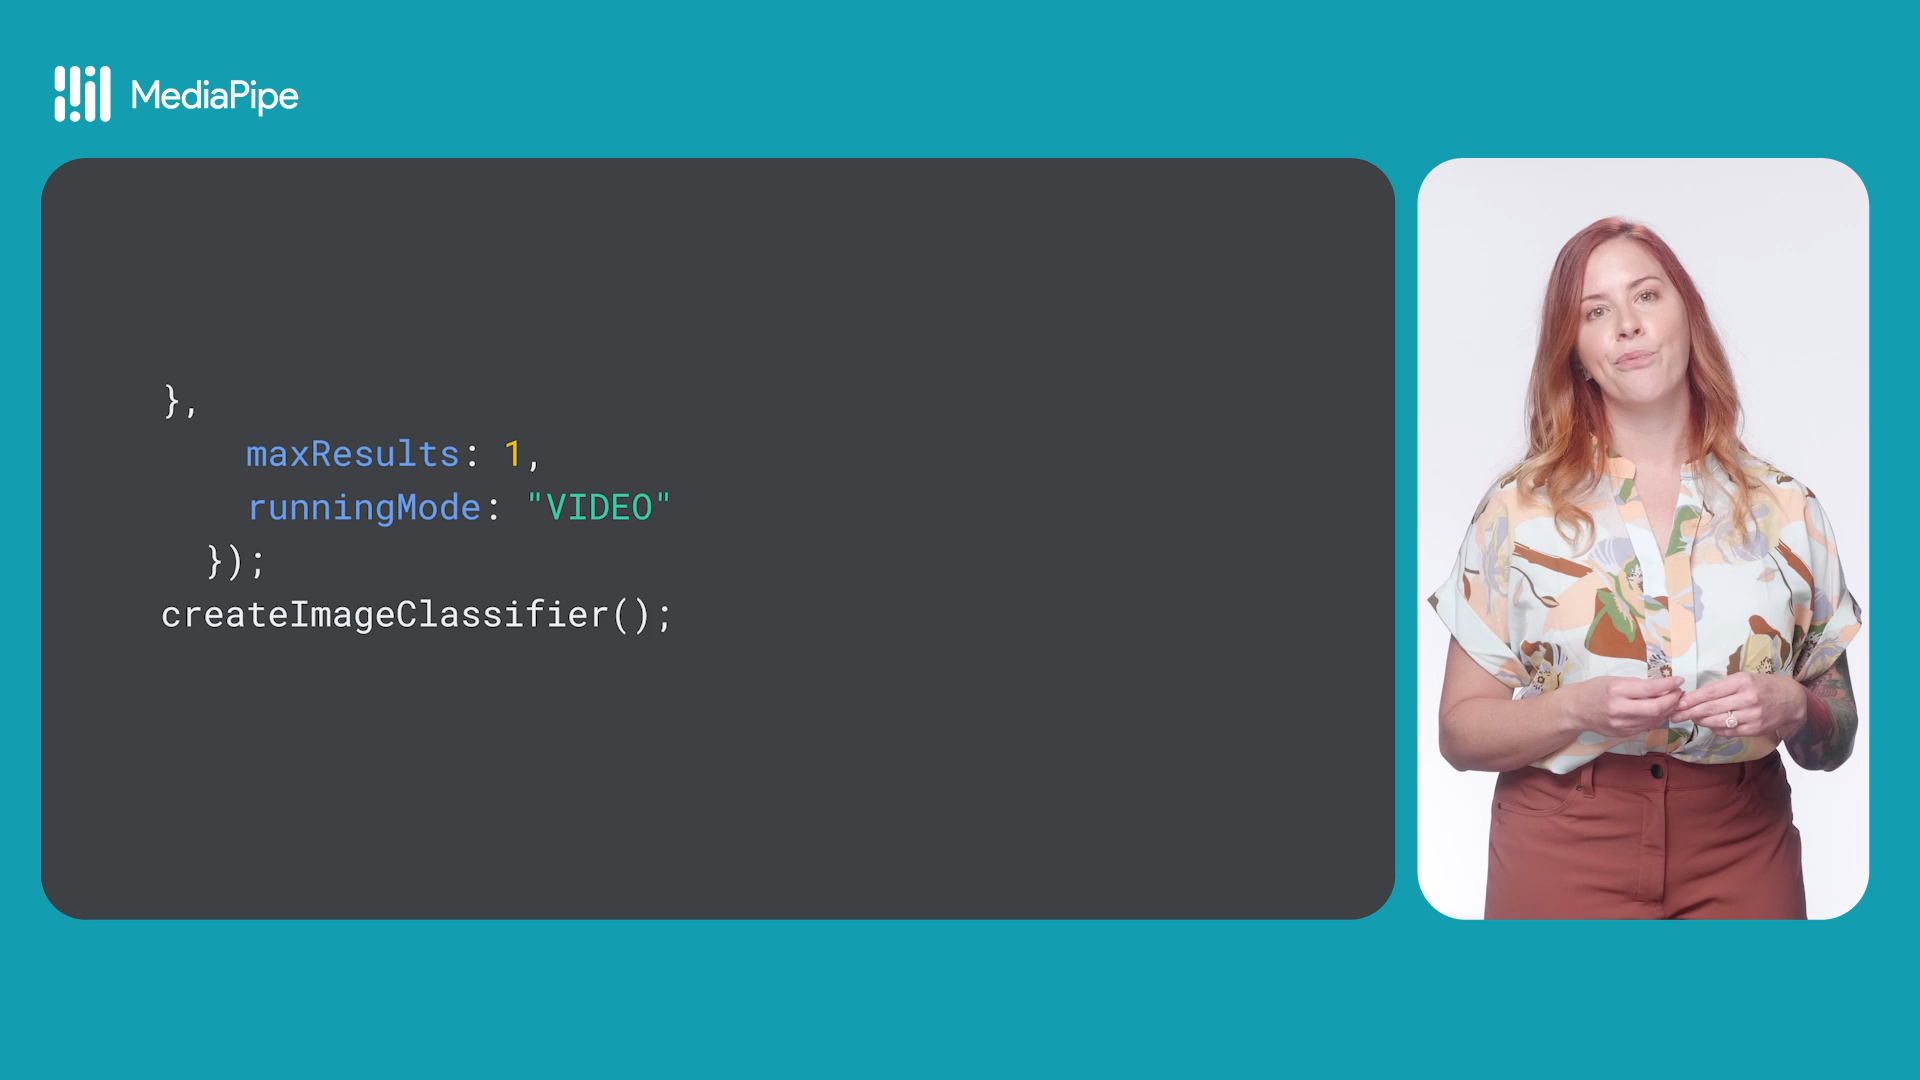 MediaPipe
},
maxResults: 1,
runningMode: "VIDEO"
});
createImageClassifier();